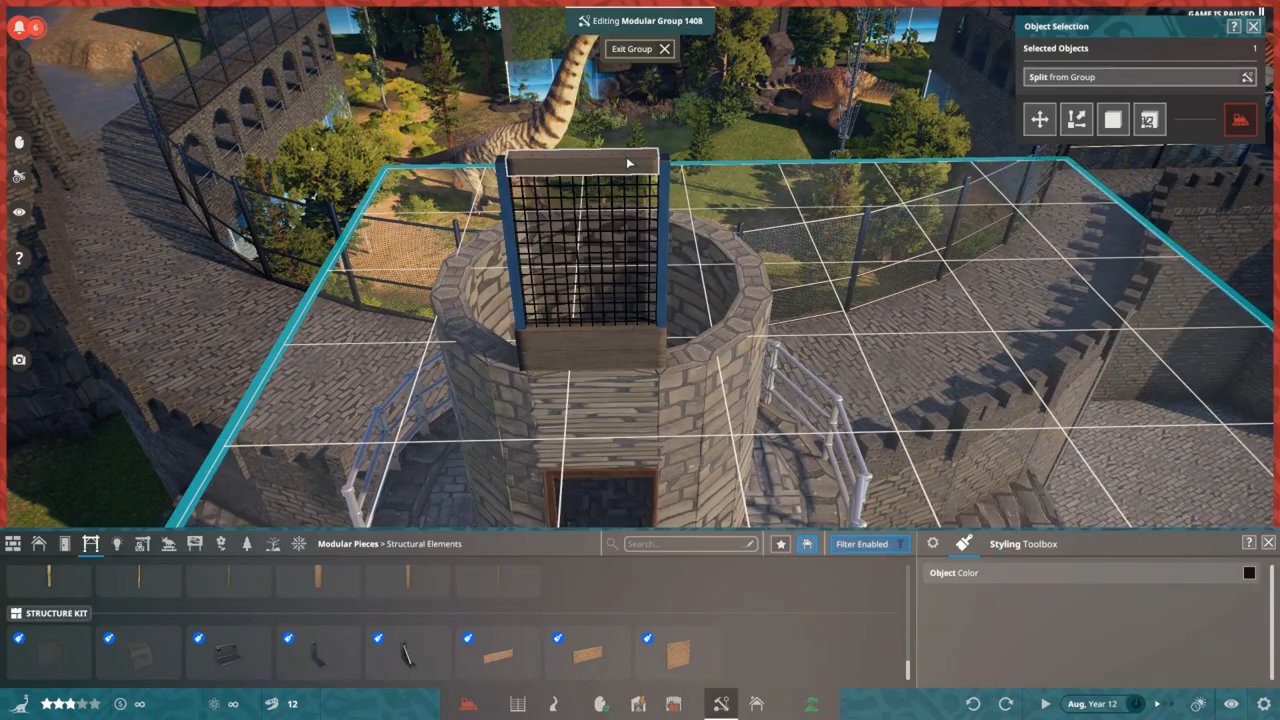 6
Editing Modular Group 1408
Exit Group
GAME IS PAUSED
Object Selection
?
Selected Objects 1
Split from Group
?
Modular Pieces > Structural Elements
Search...
Filter Enabled
Styling Toolbox
?
Object Color
STRUCTURE KIT
∞
∞
12
Aug, Year 12